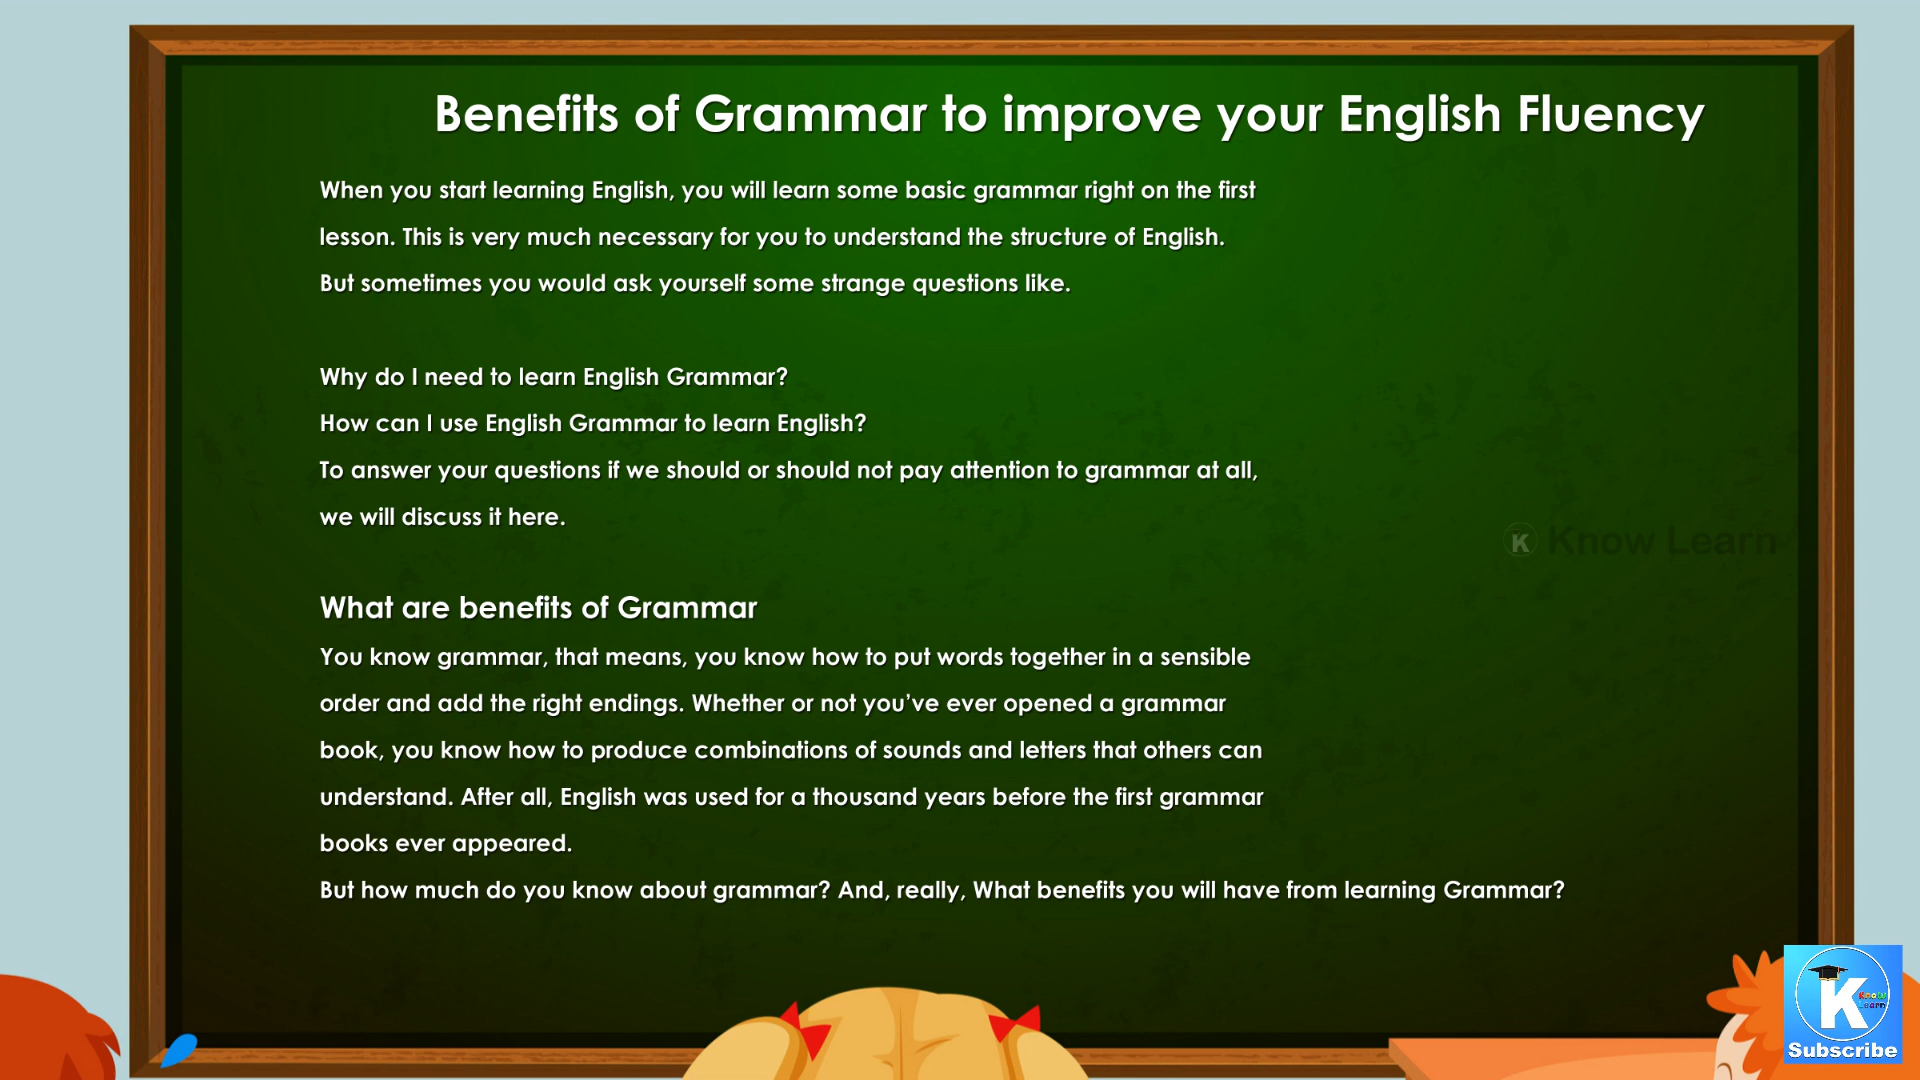 Benefits of Grammar to improve your English Fluency
When you start learning English, you will learn some basic grammar right on the first
lesson. This is very much necessary for you to understand the structure of English.
But sometimes you would ask yourself some strange questions like.
Why do I need to learn English Grammar?
How can I use English Grammar to learn English?
To answer your questions if we should or should not pay attention to grammar at all,
we will discuss it here.
K Know Learn
What are benefits of Grammar
You know grammar, that means, you know how to put words together in a sensible
order and add the right endings. Whether or not you’ve ever opened a grammar
book, you know how to produce combinations of sounds and letters that others can
understand. After all, English was used for a thousand years before the first grammar
books ever appeared.
But how much do you know about grammar? And, really, What benefits you will have from learning Grammar?
K Know
Learn
Subscribe